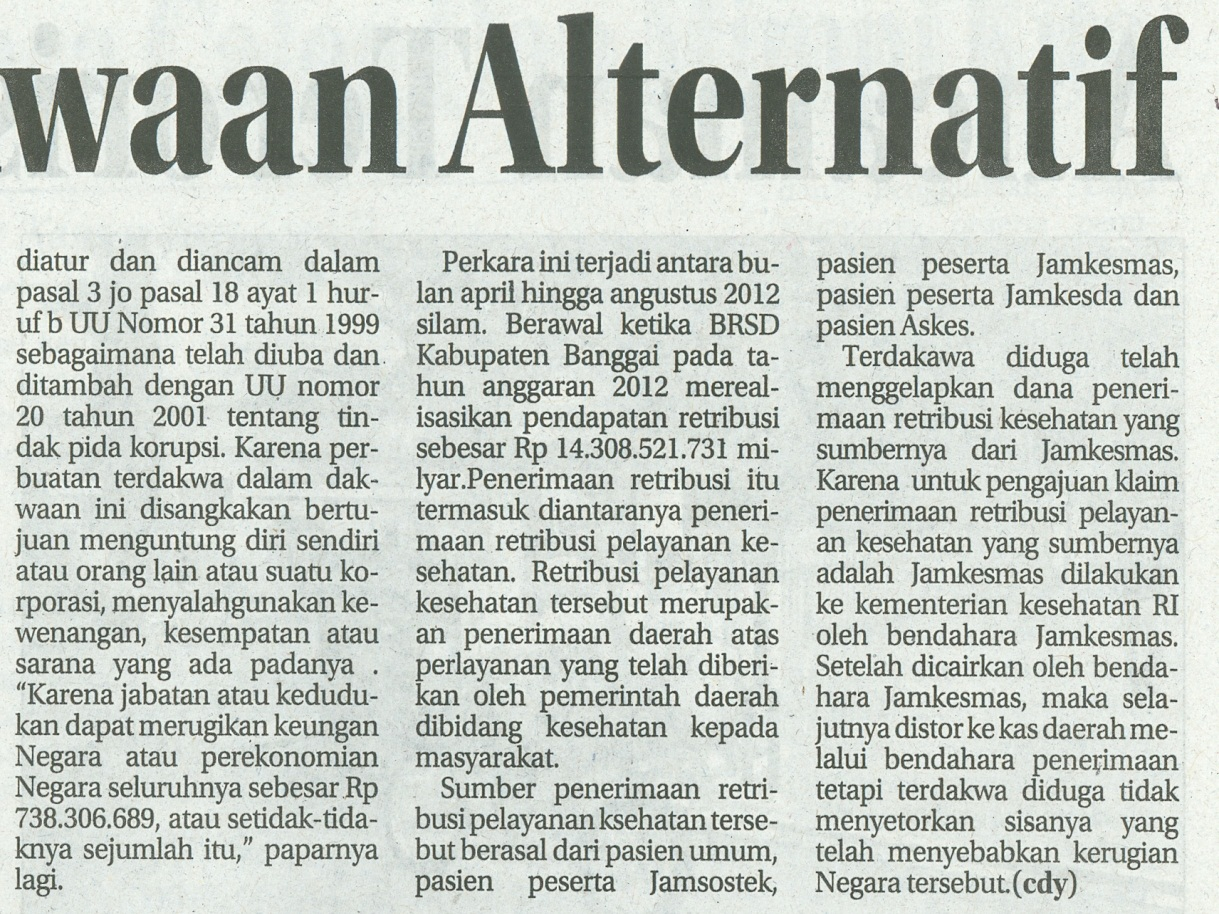 waan Alternatif
diatur dan diancam dalam
pasal 3 jo pasal 18 ayat 1 hur-
uf b UU Nomor 31 tahun 1999
sebagaimana telah diuba dan
ditambah dengan UU nomor
20 tahun 2001 tentang tin-
dak pida korupsi. Karena per-
buatan terdakwa dalam dak-
waan ini disangkakan bertu-
juan menguntung diri sendiri
atau orang lain atau suatu ko-
rporasi, menyalahgunakan ke-
wenangan, kesempatan atau
sarana yang ada padanya .
“Karena jabatan atau kedudu-
kan dapat merugikan keungan
Negara atau perekonomian
Negara seluruhnya sebesar Rp
738.306.689, atau setidak-tida-
knya sejumlah itu,” paparnya
lagi.
Perkara ini terjadi antara bu-
lan april hingga angustus 2012
silam. Berawal ketika BRSD
Kabupaten Banggai pada ta-
hun anggaran 2012 mereal-
isasikan pendapatan retribusi
sebesar Rp 14.308.521.731 mi-
lyar.Penerimaan retribusi itu
termasuk diantaranya peneri-
maan retribusi pelayanan ke-
sehatan. Retribusi pelayanan
kesehatan tersebut merupak-
an penerimaan daerah atas
perlayanan yang telah diberi-
kan oleh pemerintah daerah
dibidang kesehatan kepada
masyarakat.
Sumber penerimaan retri-
busi pelayanan ksehatan terse-
but berasal dari pasien umum,
pasien peserta Jamsostek,
pasien peserta Jamkesmas,
pasien peserta Jamkesda dan
pasien Askes.
Terdakawa diduga telah
menggelapkan dana peneri-
maan retribusi kesehatan yang
sumbernya dari Jamkesmas.
Karena untuk pengajuan klaim
penerimaan retribusi pelayan-
an kesehatan yang sumbernya
adalah Jamkesmas dilakukan
ke kementerian kesehatan RI
oleh bendahara Jamkesmas.
Setelah dicairkan oleh benda-
hara Jamkesmas, maka sela-
jutnya distor ke kas daerah me-
lalui bendahara penerimaan
tetapi terdakwa diduga tidak
menyetorkan sisanya yang
telah menyebabkan kerugian
Negara tersebut.(cdy)